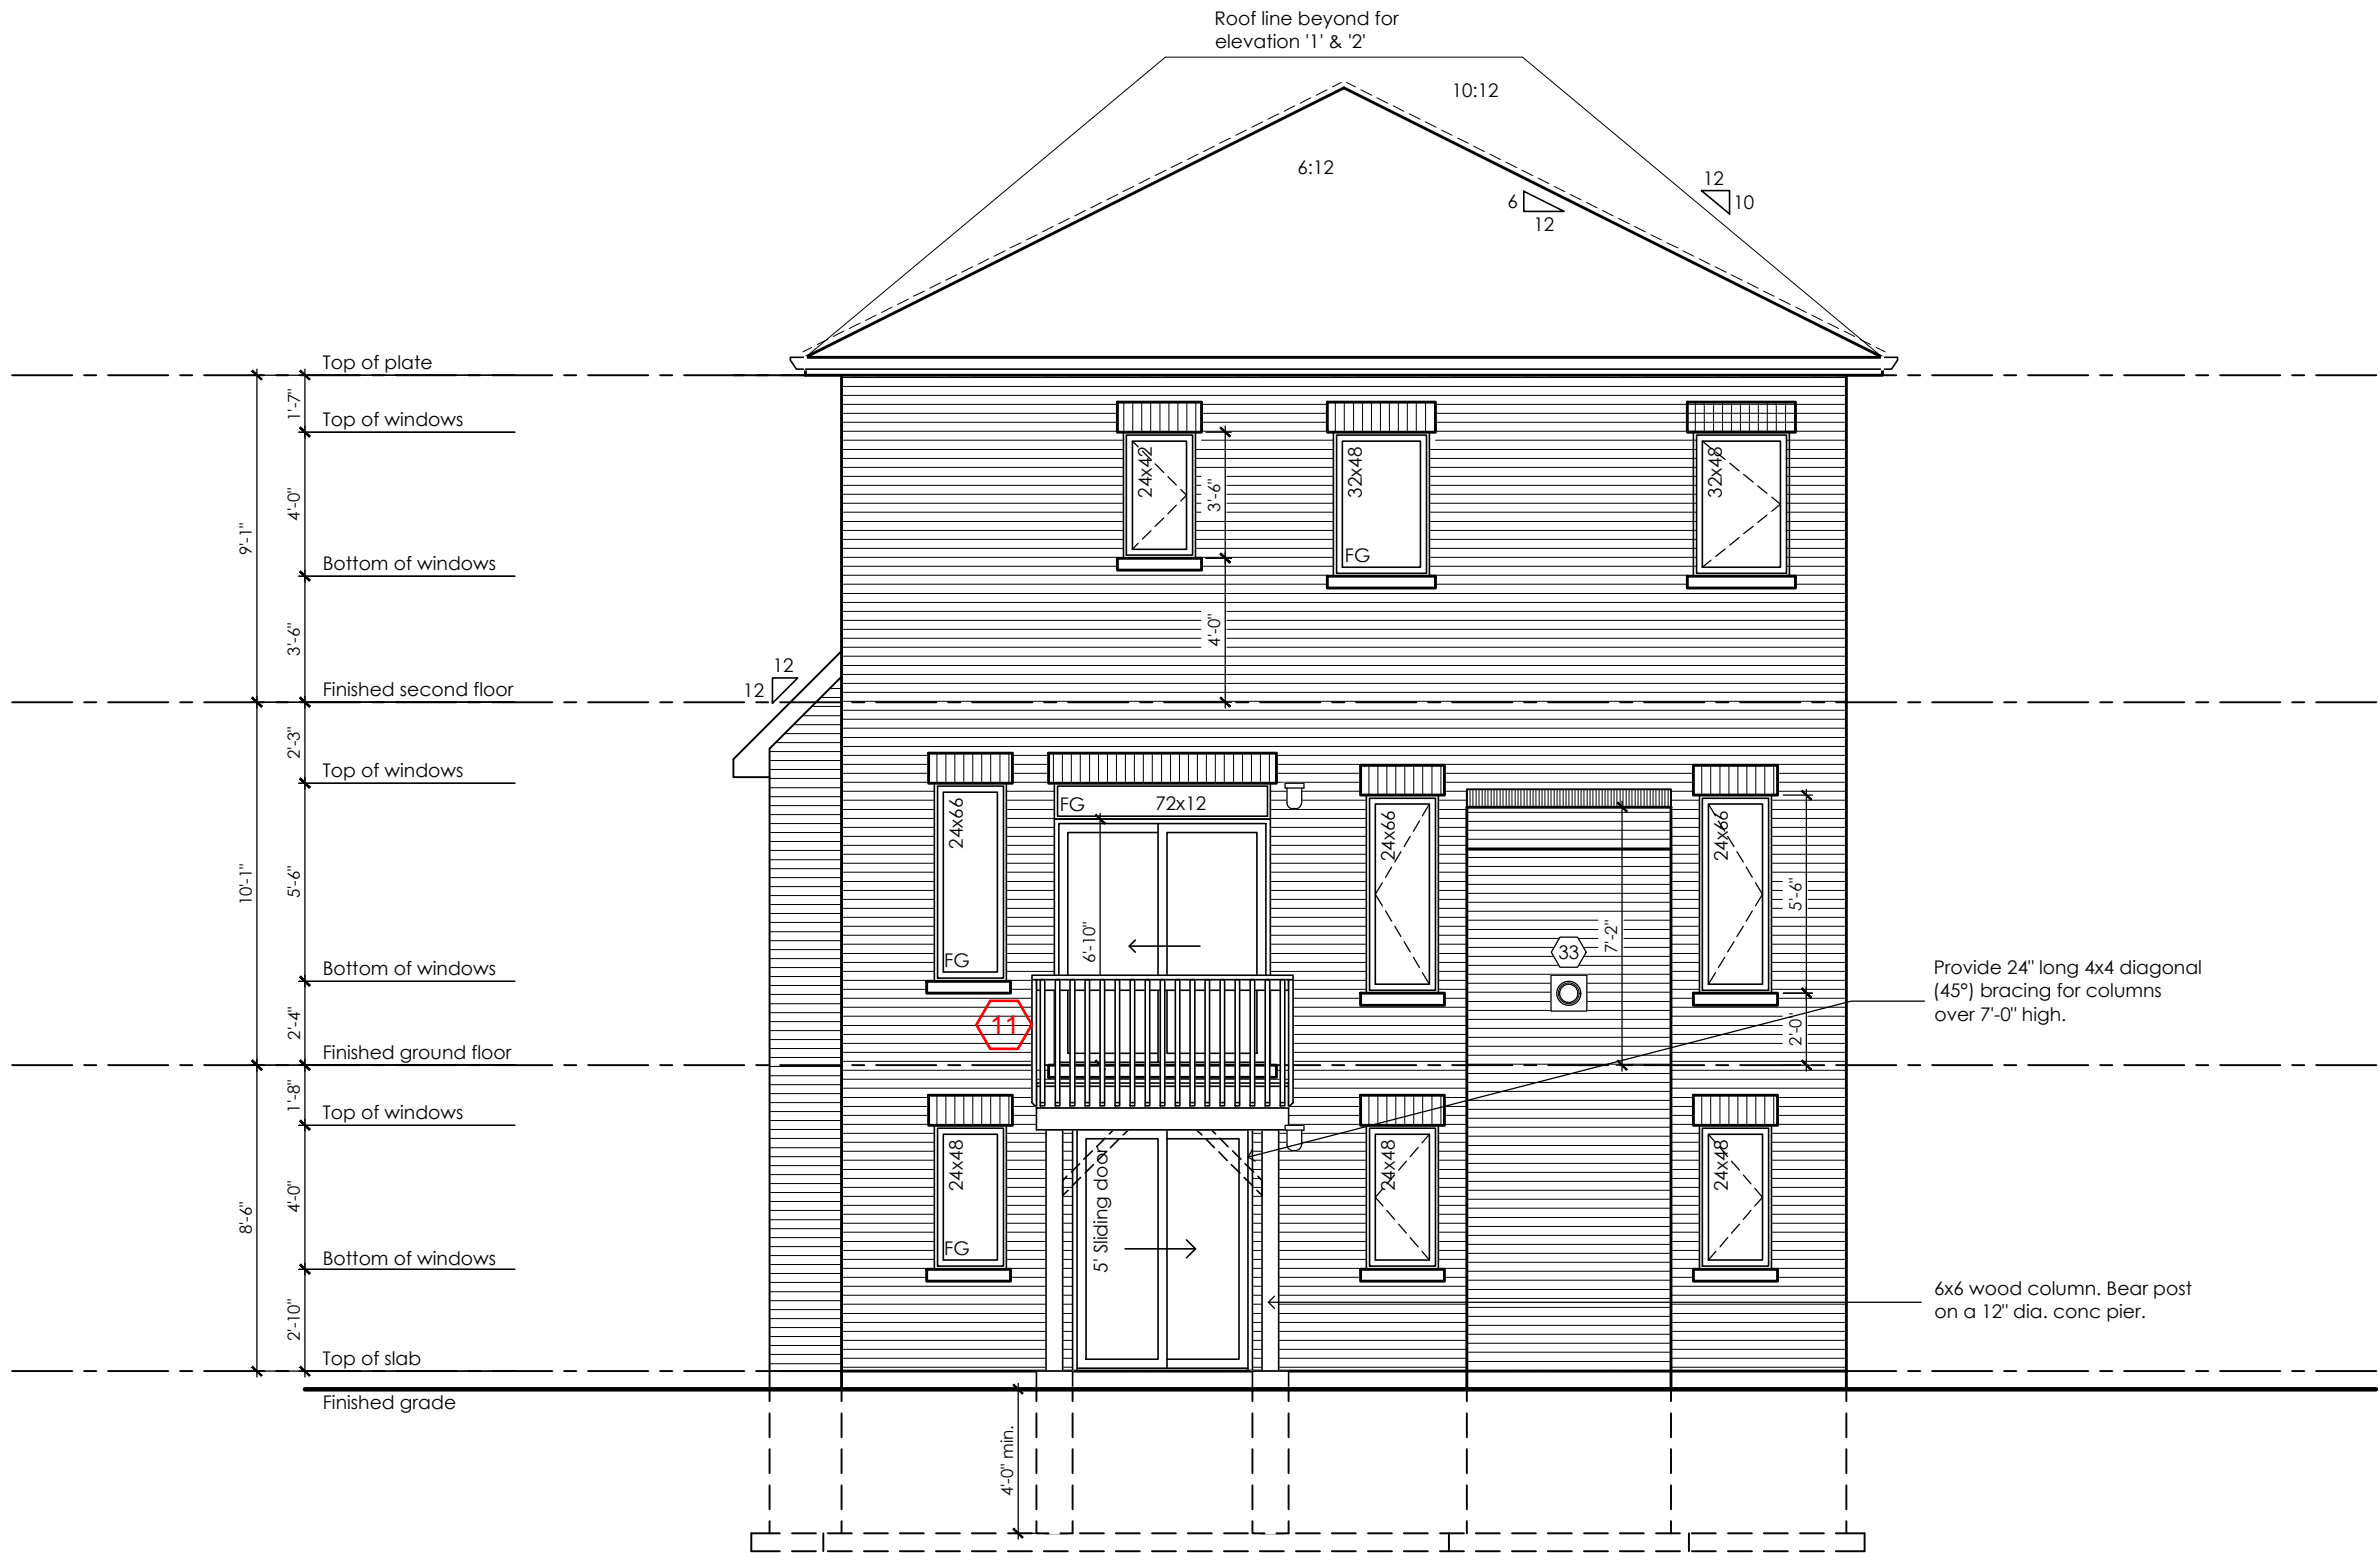 Roof line beyond for
elevation '1' & '2'
10:12
6:12
12
10
6
12
Top of plate
1'-7"
Top of windows
24x42
32x48
32x48
4'-0"
3'-6"
9'-1"
FG
Bottom of windows
4'-0"
3'-6"
12
12
Finished second floor
2'-3"
Top of windows
FG
72x12
24x66
24x66
24x66
10'-1"
5'-6"
5'-6"
6'-10"
7'-2"
FG
33
Bottom of windows
Provide 24" long 4x4 diagonal
(45°) bracing for columns
over 7'-0" high.
11
2'-4"
2'-0"
Finished ground floor
1'-8"
Top of windows
24x48
24x48
24x48
5' Sliding door
4'-0"
8'-6"
FG
Bottom of windows
6x6 wood column. Bear post
on a 12" dia. conc pier.
2'-10"
Top of slab
Finished grade
4'-0" min.